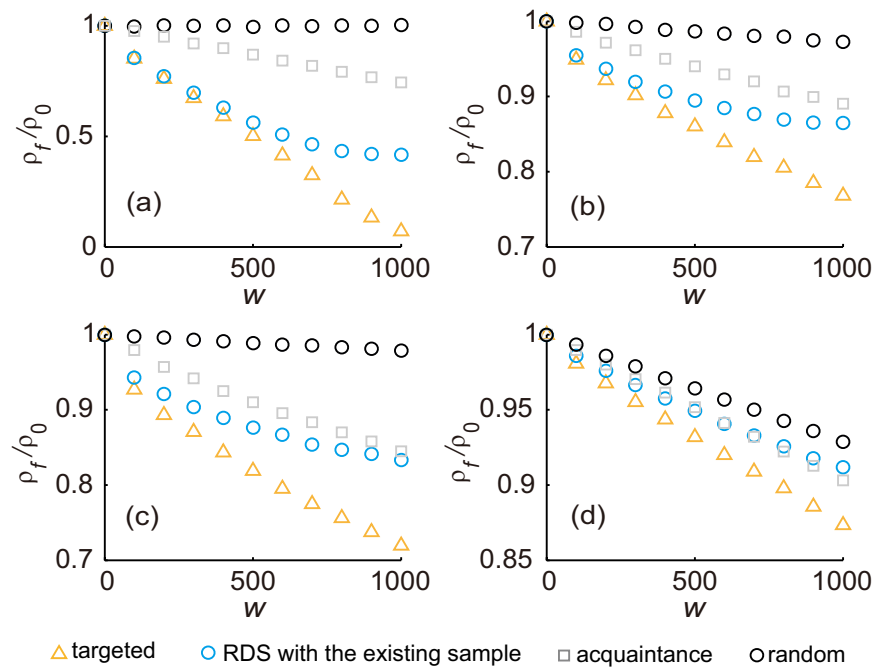 1
0.5
0
ρf/ρ0
(a)
0
500
1000
w
1
0.9
0.8
0.7
ρf/ρ0
(b)
0
500
1000
w
1
0.9
0.8
0.7
ρf/ρ0
(c)
0
500
1000
w
1
0.95
0.9
0.85
ρf/ρ0
(d)
0
500
1000
w
targeted
RDS with the existing sample
acquaintance
random